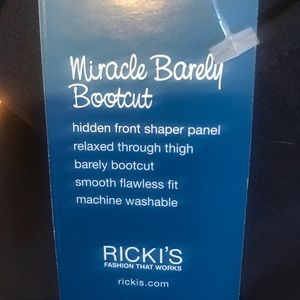 Miracle Barely
Bootcut
hidden front shaper panel
relaxed through thigh
barely bootcut
smooth flawless fit
machine washable
RICKI'S
FASHION THAT WORKS
rickis.com